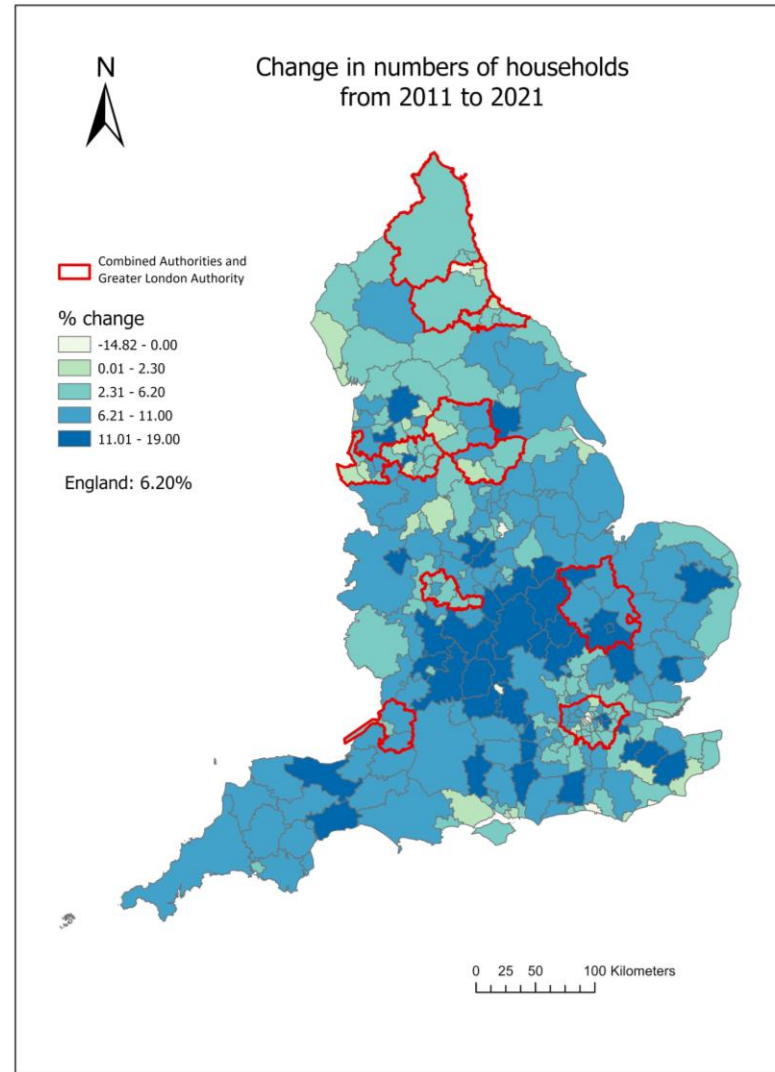 Change in numbers of households
from 2011 to 2021
N
Combined Authorities and
Greater London Authority
% change
-14.82 - 0.00
0.01 - 2.30
2.31 - 6.20
6.21 - 11.00
11.01 - 19.00
England: 6.20%
0 25 50 100 Kilometers